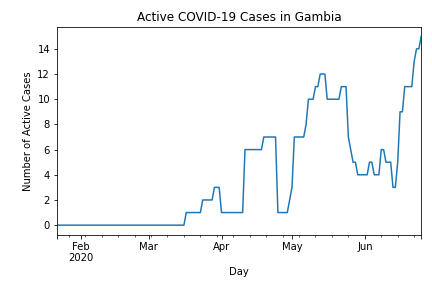 Active COVID-19 Cases in Gambia
14
12
10
8
6
4
2
0
Number of Active Cases
Feb
2020
Mar
Apr
May
Jun
Day